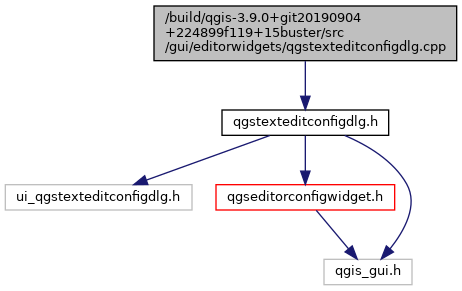 /build/qgis-3.9.0+git20190904
+224899f119+15buster/src
/gui/editorwidgets/qgstexteditconfigdlg.cpp
qgstexteditconfigdlg.h
ui_qgstexteditconfigdlg.h
qgseditorconfigwidget.h
qgis_gui.h